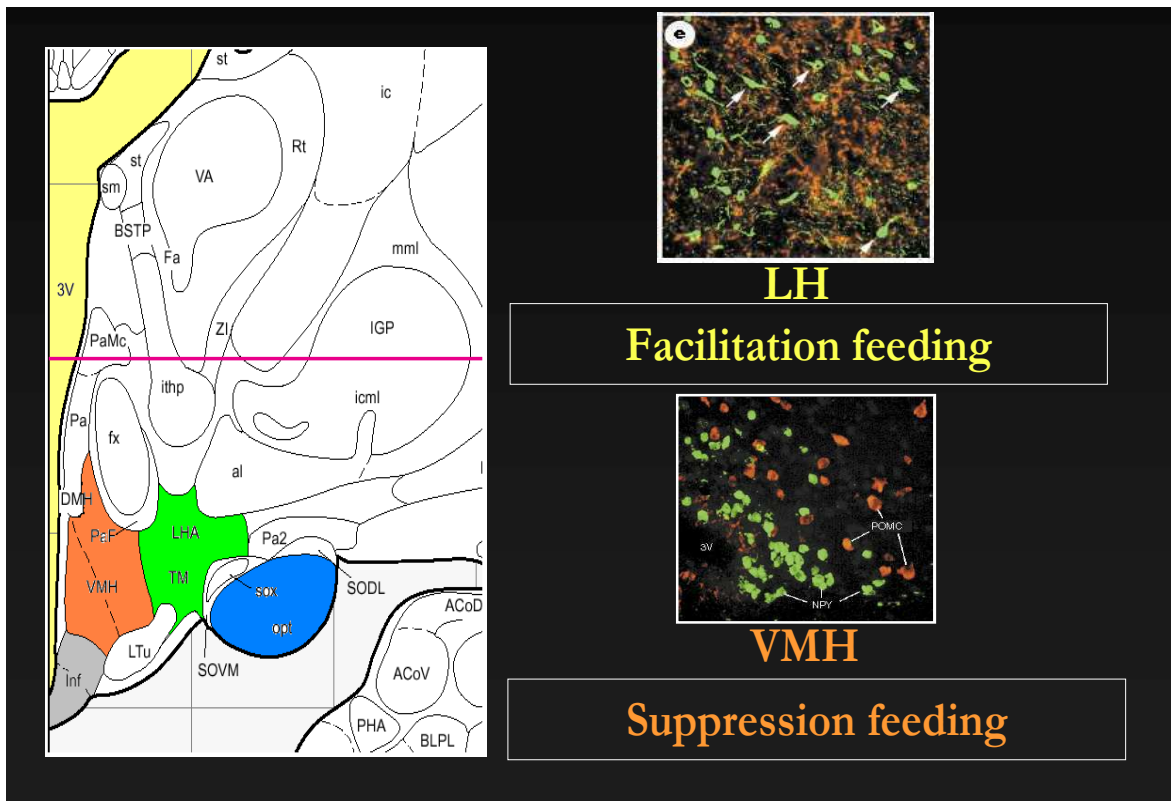 st
ic
Rt
st
VA
sm
BSTP
Fa
mml
3V
ZI
IGP
PaMc
ithp
icml
Pa
fx
al
DMH
PaF
LHA
Pa2
VMH
TM
sox
SODL
opt
ACoD
LTu
SOVM
Inf
ACoV
PHA
BLPL
e
LH
Facilitation feeding
POMC
3V
NPY
VMH
Suppression feeding